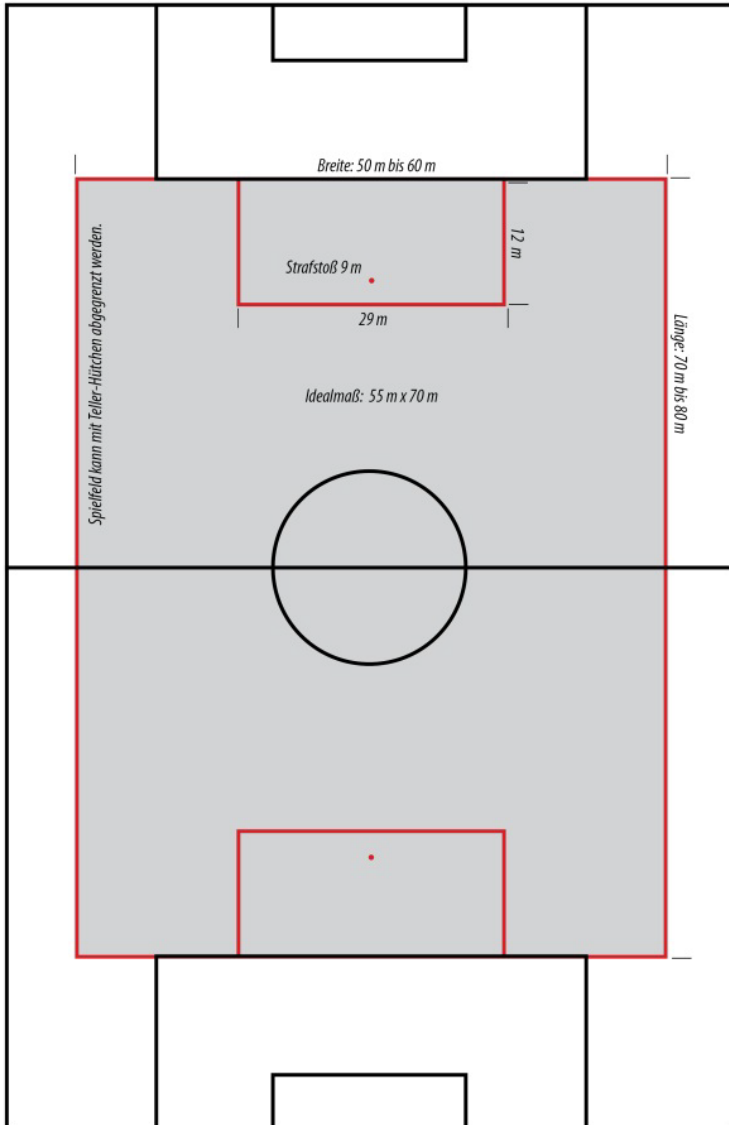 Breite: 50 m bis 60 m
Spielfeld kann mit Teller-Hütchen abgegrenzt werden.
12 m
Strafstoß 9 m
29 m
Länge: 70 m bis 80 m
Idealmaß: 55 m x 70 m